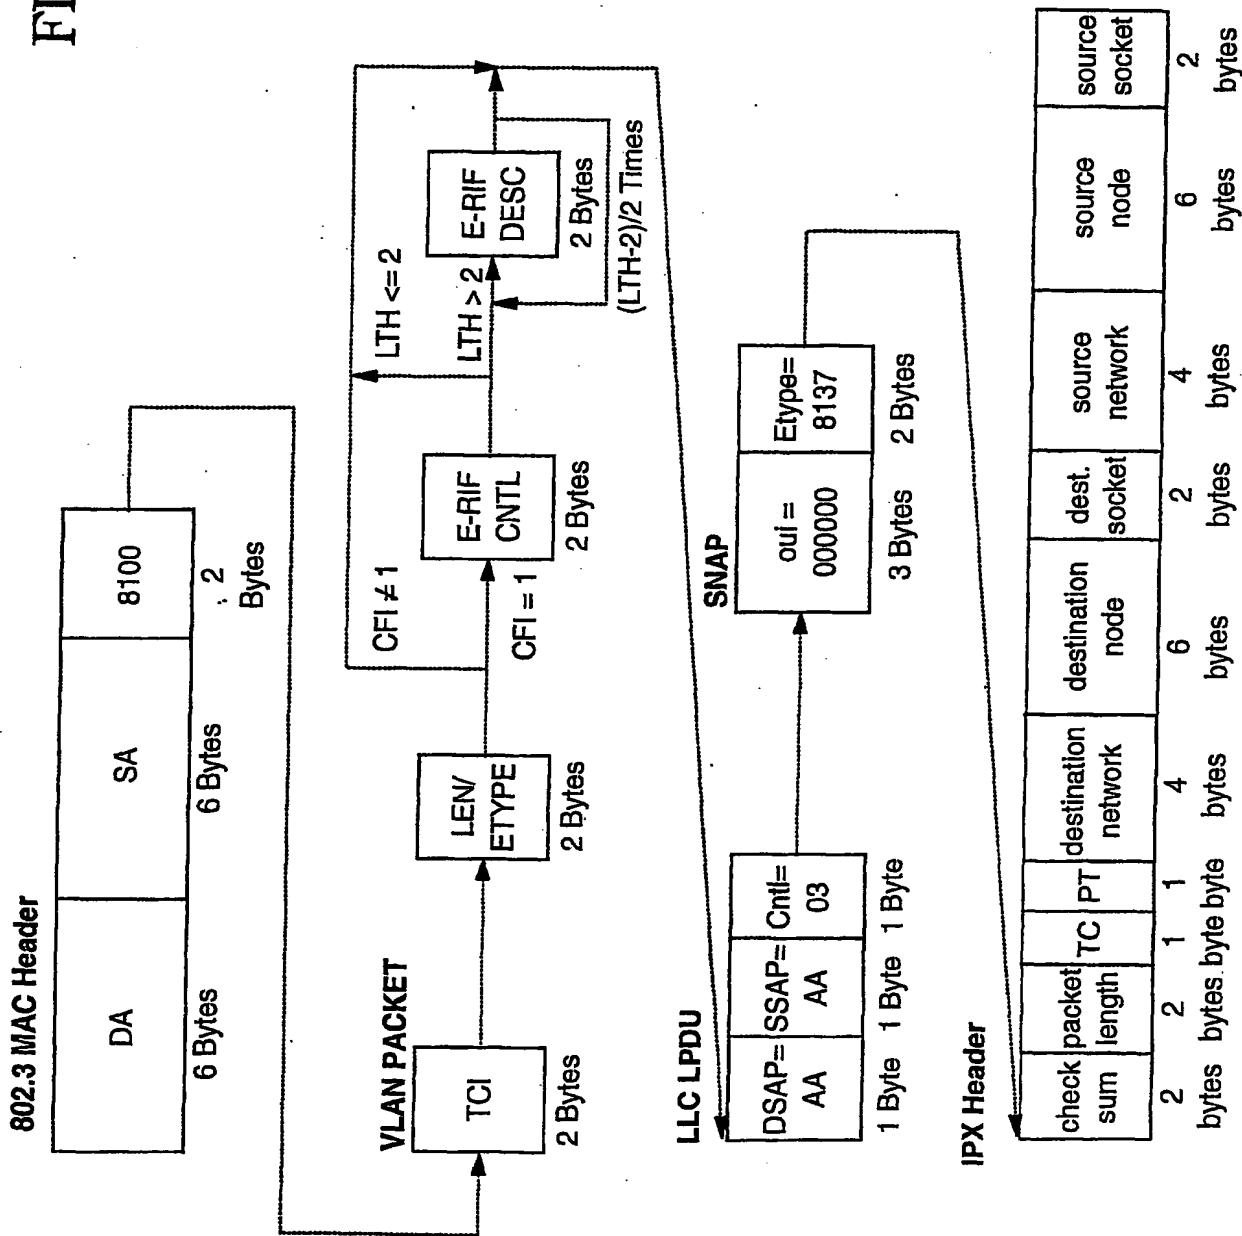 FI
802.3 MAC Header
DA
SA
8100
6 Bytes
6 Bytes
2
Bytes
VLAN PACKET
TCI
2 Bytes
LEN/
ETYPE
2 Bytes
CFI ≠ 1
CFI = 1
E-RIF
CNTL
2 Bytes
LTH <= 2
LTH > 2
E-RIF
DESC
2 Bytes
(LTH-2)/2 Times
LLC LPDU
DSAP=
AA
SSAP=
AA
Cntl=
03
1 Byte
1 Byte
1 Byte
SNAP
oui =
000000
Etype=
8137
3 Bytes
2 Bytes
IPX Header
check
sum
packet
length
TC
PT
destination
network
destination
node
dest.
socket
source
network
source
node
source
socket
2
bytes
2
bytes
1
byte
1
byte
4
bytes
6
bytes
2
bytes
4
bytes
6
bytes
2
bytes